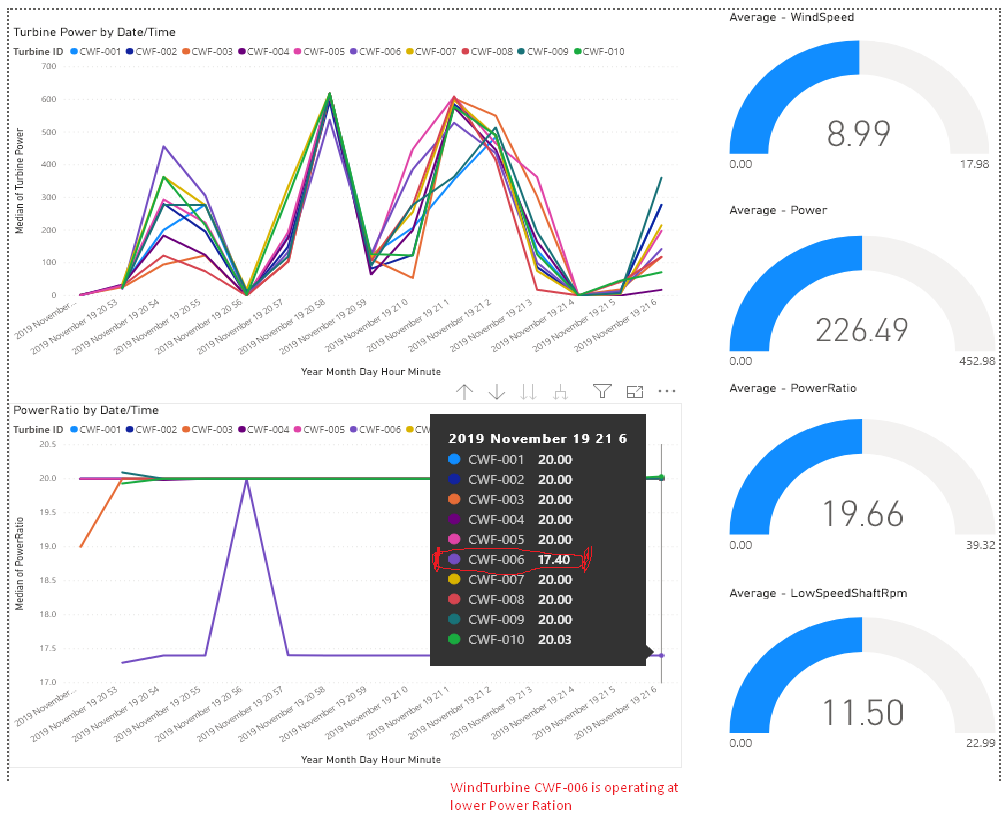 Turbine Power by Date/Time
Turbine ID CWF-001 CWF-002 CWF-003 CWF-004 CWF-005 CWF-006 CWF-007 CWF-008 CWF-009 CWF-010
Median of Turbine Power
700
600
500
400
300
200
100
0
2019 November...
2019 November 19 20 53
2019 November 19 20 54
2019 November 19 20 55
2019 November 19 20 56
2019 November 19 20 57
2019 November 19 20 58
2019 November 19 20 59
2019 November 19 21 0
2019 November 19 21 1
2019 November 19 21 2
2019 November 19 21 3
2019 November 19 21 4
2019 November 19 21 5
2019 November 19 21 6
Year Month Day Hour Minute
PowerRatio by Date/Time
Turbine ID CWF-001 CWF-002 CWF-003 CWF-004 CWF-005 CWF-006 CW
Median of PowerRatio
20.5
20.0
19.5
19.0
18.5
18.0
17.5
17.0
2019 November...
2019 November 19 20 53
2019 November 19 20 54
2019 November 19 20 55
2019 November 19 20 56
2019 November 19 20 57
2019 November 19 20 58
2019 November 19 20 59
2019 November 19 21 0
2019 November 19 21 1
2019 November 19 21 2
2019 November 19 21 3
2019 November 19 21 4
2019 November 19 21 5
2019 November 19 21 6
Year Month Day Hour Minute
2019 November 19 21 6
CWF-001 20.00
CWF-002 20.00
CWF-003 20.00
CWF-004 20.00
CWF-005 20.00
CWF-006 17.40
CWF-007 20.00
CWF-008 20.00
CWF-009 20.00
CWF-010 20.03
WindTurbine CWF-006 is operating at
lower Power Ration
Average - WindSpeed
8.99
0.00 17.98
Average - Power
226.49
0.00 452.98
Average - PowerRatio
19.66
0.00 39.32
Average - LowSpeedShaftRpm
11.50
0.00 22.99